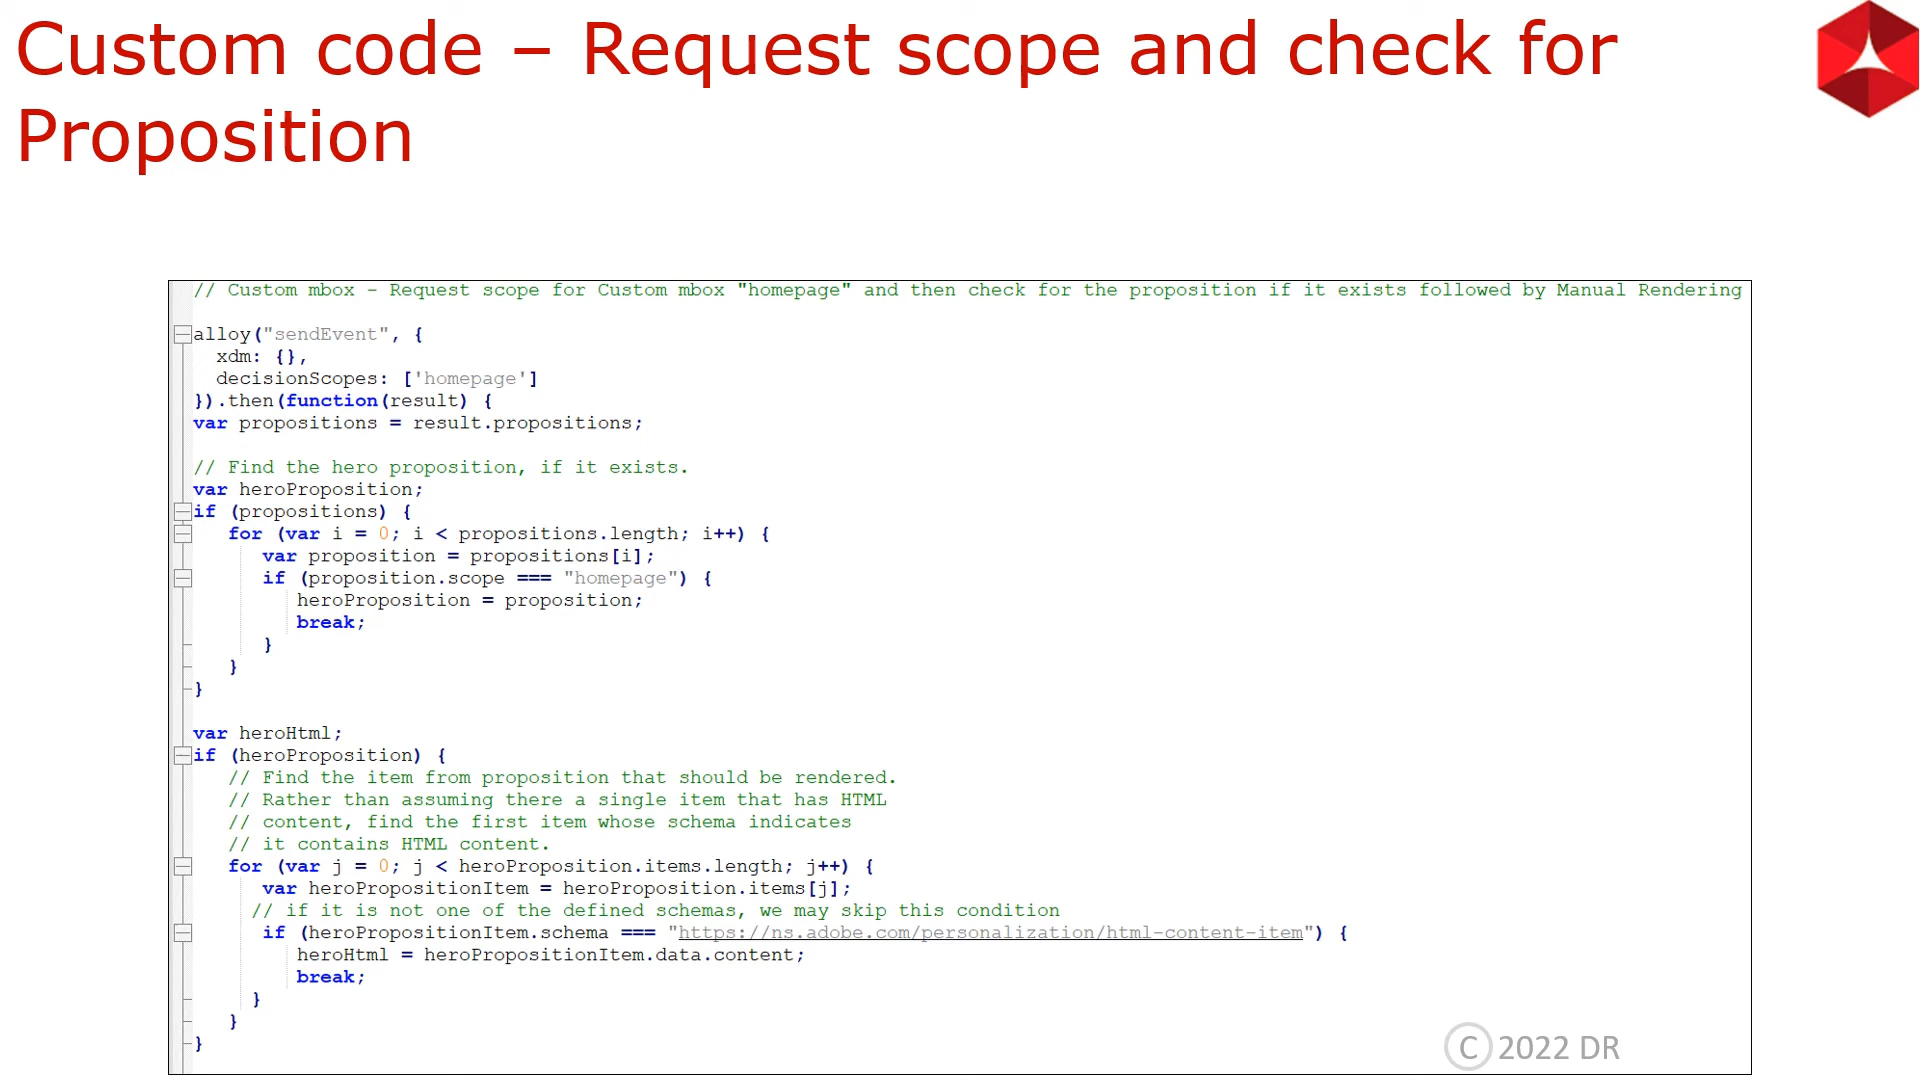 Custom code – Request scope and check for
Proposition
// Custom mbox - Request scope for Custom mbox "homepage" and then check for the proposition if it exists followed by Manual Rendering
alloy("sendEvent", {
  xdm: {},
  decisionScopes: ['homepage']
}).then(function(result) {
var propositions = result.propositions;
// Find the hero proposition, if it exists.
var heroProposition;
if (propositions) {
   for (var i = 0; i < propositions.length; i++) {
      var proposition = propositions[i];
      if (proposition.scope === "homepage") {
         heroProposition = proposition;
         break;
      }
   }
}
var heroHtml;
if (heroProposition) {
   // Find the item from proposition that should be rendered.
   // Rather than assuming there a single item that has HTML
   // content, find the first item whose schema indicates
   // it contains HTML content.
   for (var j = 0; j < heroProposition.items.length; j++) {
      var heroPropositionItem = heroProposition.items[j];
     // if it is not one of the defined schemas, we may skip this condition
      if (heroPropositionItem.schema === "https://ns.adobe.com/personalization/html-content-item") {
         heroHtml = heroPropositionItem.data.content;
         break;
     }
   }
}
© 2022 DR